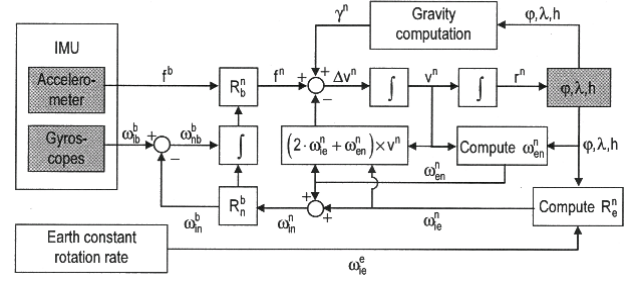 IMU
Accelero-
meter
Gyros-
copes
f^b
ω_ib^b
+
−
ω_nb^b
R_b^n
∫
R_n^b
f^n
γ^n
+
+
−
Δv^n
∫
v^n
∫
r^n
φ,λ,h
Gravity
computation
φ,λ,h
φ,λ,h
(2·ω_ie^n + ω_en^n)×v^n
Compute ω_en^n
ω_en^n
Compute R_e^n
ω_in^b
ω_in^n
+
+
ω_ie^n
Earth constant
rotation rate
ω_ie^e